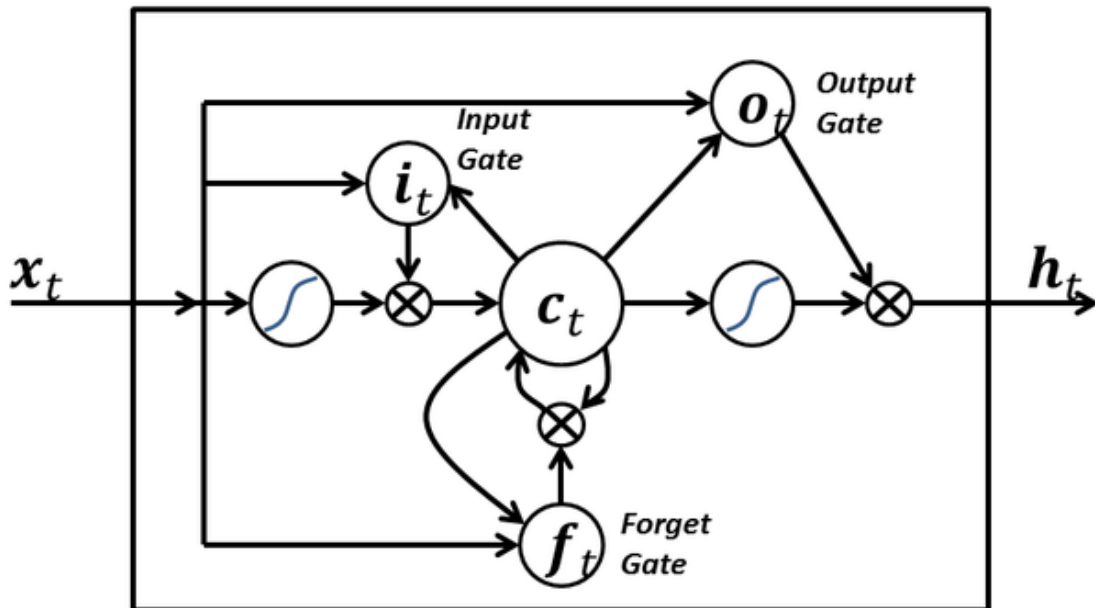 Output
Gate
o_t
Input
Gate
i_t
x_t
c_t
h_t
Forget
Gate
f_t